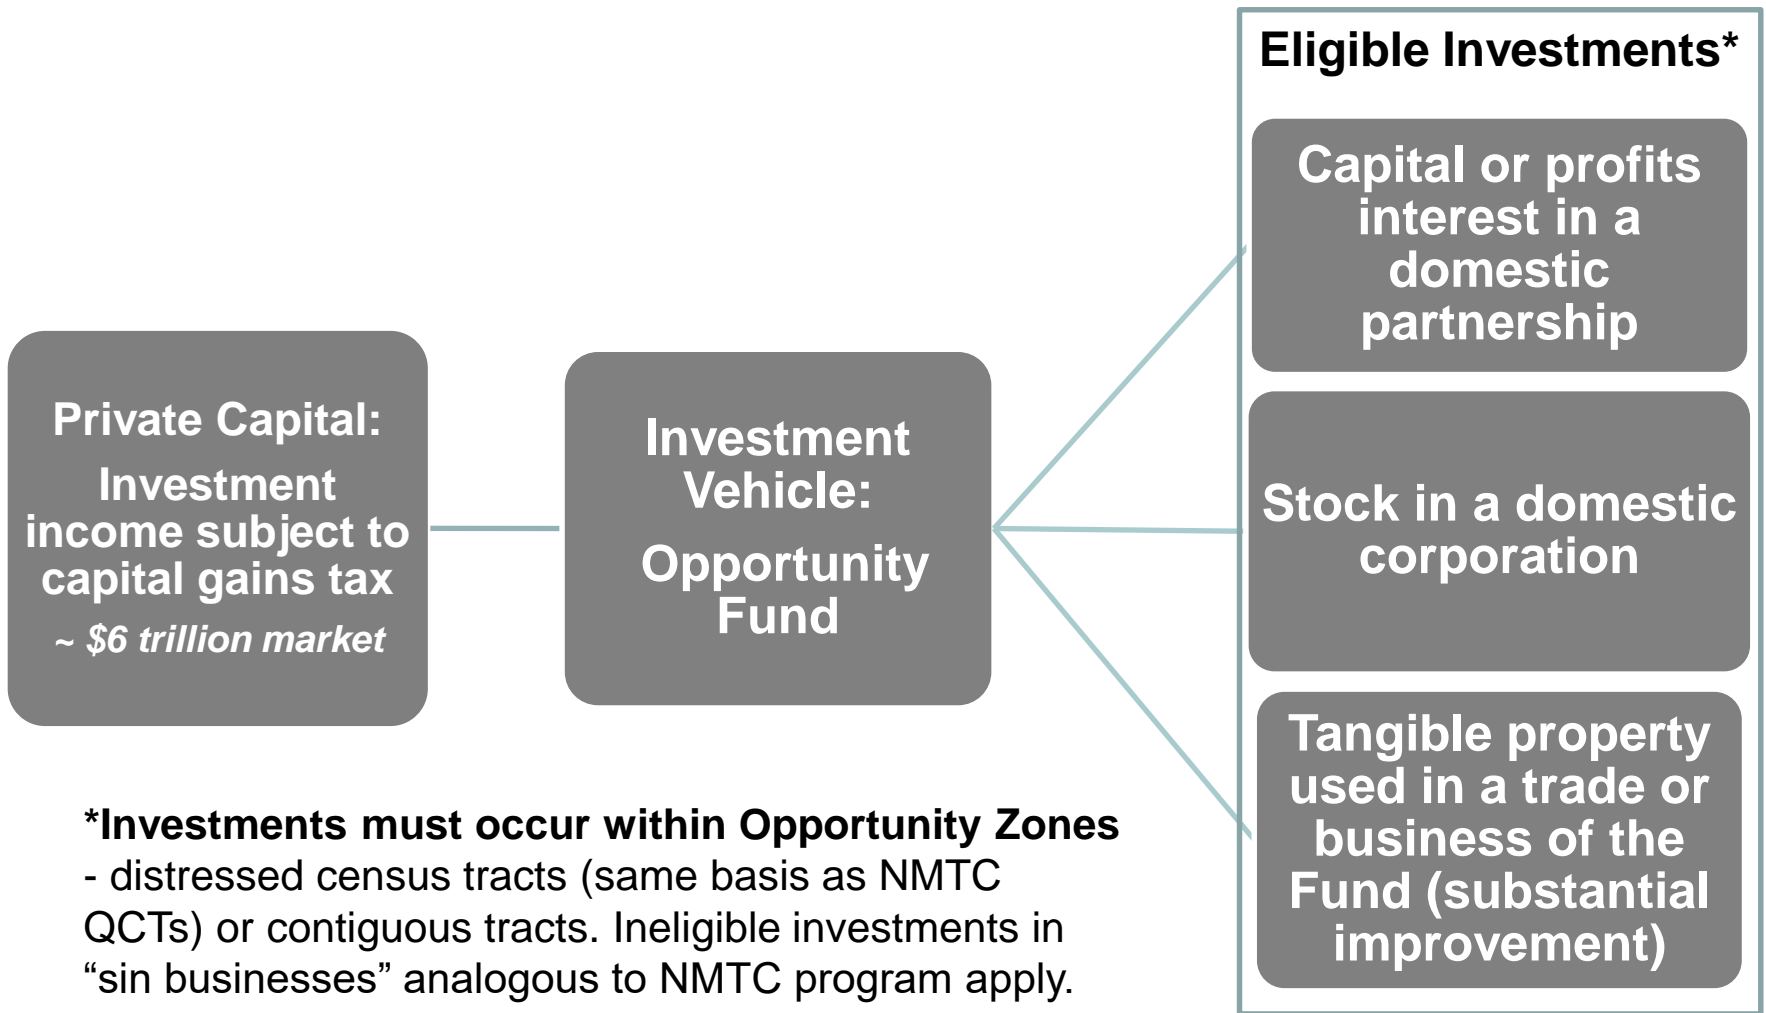 Private Capital:
Investment
income subject to
capital gains tax
~ $6 trillion market
Investment
Vehicle:
Opportunity
Fund
Eligible Investments*
Capital or profits
interest in a
domestic
partnership
Stock in a domestic
corporation
Tangible property
used in a trade or
business of the
Fund (substantial
improvement)
*Investments must occur within Opportunity Zones
- distressed census tracts (same basis as NMTC
QCTs) or contiguous tracts. Ineligible investments in
“sin businesses” analogous to NMTC program apply.